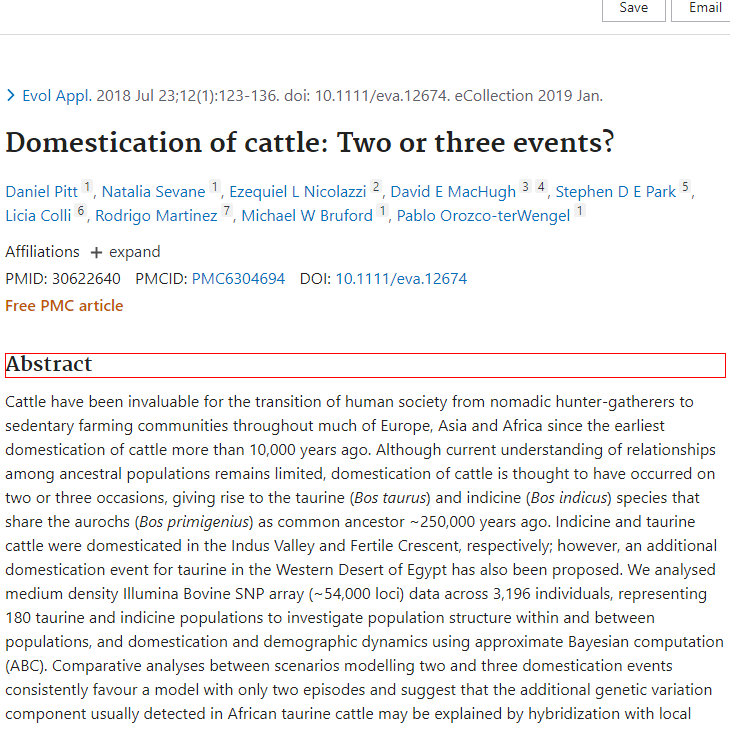 Save Email
Evol Appl. 2018 Jul 23;12(1):123-136. doi: 10.1111/eva.12674. eCollection 2019 Jan.
Domestication of cattle: Two or three events?
Daniel Pitt 1, Natalia Sevane 1, Ezequiel L Nicolazzi 2, David E MacHugh 3 4, Stephen D E Park 5,
Licia Colli 6, Rodrigo Martinez 7, Michael W Bruford 1, Pablo Orozco-terWengel 1
Affiliations + expand
PMID: 30622640 PMCID: PMC6304694 DOI: 10.1111/eva.12674
Free PMC article
Abstract
Cattle have been invaluable for the transition of human society from nomadic hunter-gatherers to
sedentary farming communities throughout much of Europe, Asia and Africa since the earliest
domestication of cattle more than 10,000 years ago. Although current understanding of relationships
among ancestral populations remains limited, domestication of cattle is thought to have occurred on
two or three occasions, giving rise to the taurine (Bos taurus) and indicine (Bos indicus) species that
share the aurochs (Bos primigenius) as common ancestor ~250,000 years ago. Indicine and taurine
cattle were domesticated in the Indus Valley and Fertile Crescent, respectively; however, an additional
domestication event for taurine in the Western Desert of Egypt has also been proposed. We analysed
medium density Illumina Bovine SNP array (~54,000 loci) data across 3,196 individuals, representing
180 taurine and indicine populations to investigate population structure within and between
populations, and domestication and demographic dynamics using approximate Bayesian computation
(ABC). Comparative analyses between scenarios modelling two and three domestication events
consistently favour a model with only two episodes and suggest that the additional genetic variation
component usually detected in African taurine cattle may be explained by hybridization with local